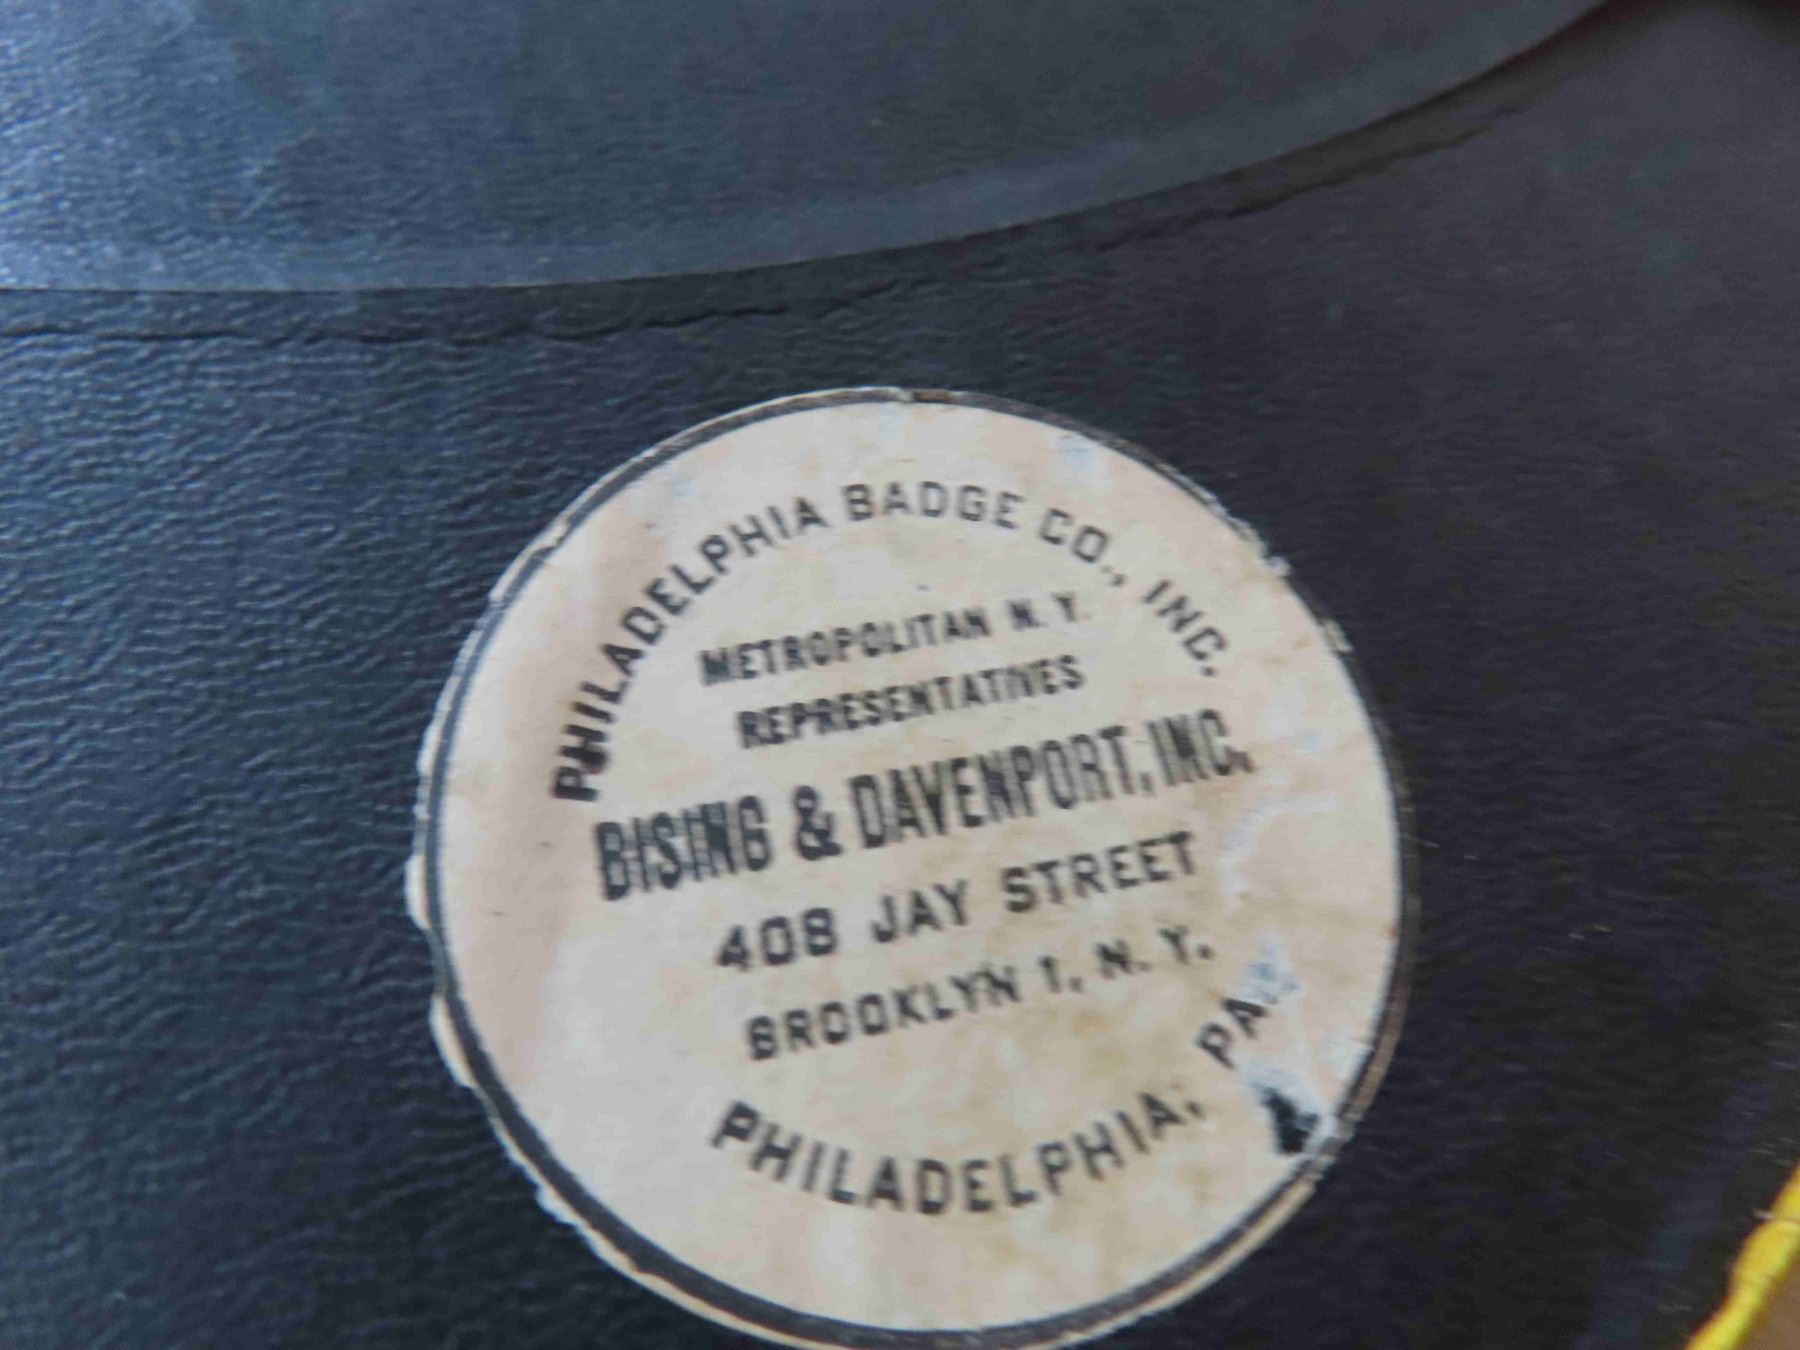 PHILADELPHIA BADGE CO., INC.
METROPOLITAN N. Y.
REPRESENTATIVES
BISING & DAVENPORT, INC.
408 JAY STREET
BROOKLYN 1, N. Y.
PHILADELPHIA, PA.